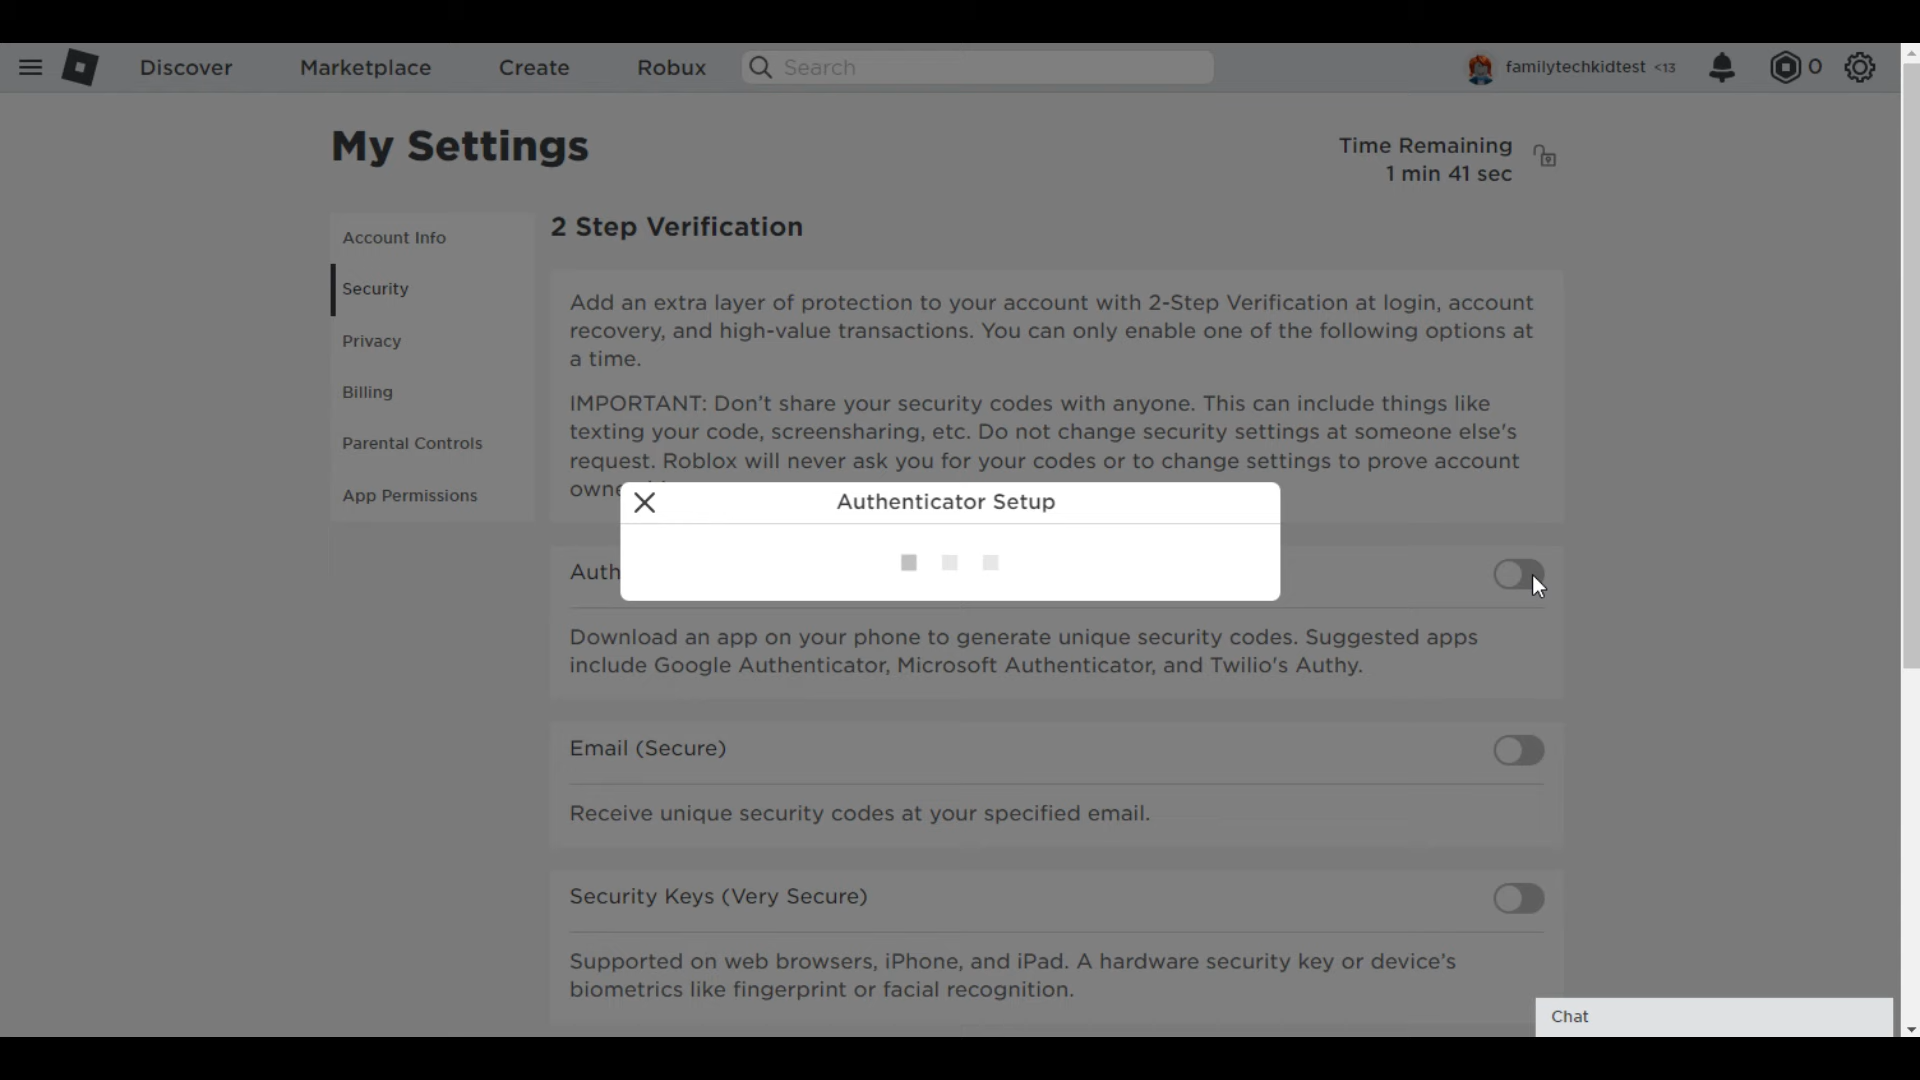 Discover
Marketplace
Create
Robux
Search
familytechkidtest <13
0
My Settings
Time Remaining
1 min 41 sec
Account Info
Security
Privacy
Billing
Parental Controls
App Permissions
2 Step Verification
Add an extra layer of protection to your account with 2-Step Verification at login, account
recovery, and high-value transactions. You can only enable one of the following options at
a time.
IMPORTANT: Don’t share your security codes with anyone. This can include things like
texting your code, screensharing, etc. Do not change security settings at someone else's
request. Roblox will never ask you for your codes or to change settings to prove account
Authenticator Setup
Auth
Download an app on your phone to generate unique security codes. Suggested apps
include Google Authenticator, Microsoft Authenticator, and Twilio's Authy.
Email (Secure)
Receive unique security codes at your specified email.
Security Keys (Very Secure)
Supported on web browsers, iPhone, and iPad. A hardware security key or device’s
biometrics like fingerprint or facial recognition.
Chat